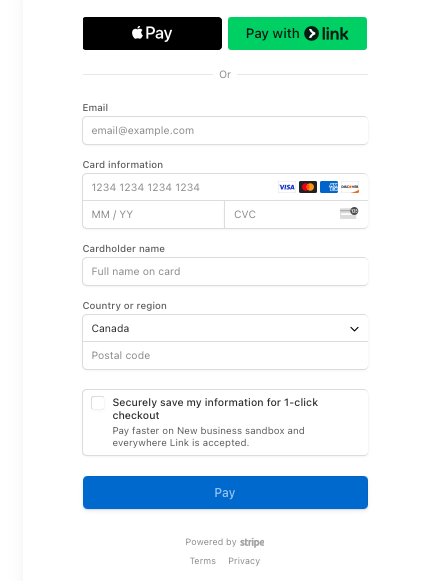 Pay
Pay with link
Or
Email
email@example.com
Card information
1234 1234 1234 1234 VISA DISCOVER
MM / YY CVC
Cardholder name
Full name on card
Country or region
Canada
Postal code
Securely save my information for 1-click
checkout
Pay faster on New business sandbox and
everywhere Link is accepted.
Pay
Powered by stripe
Terms Privacy